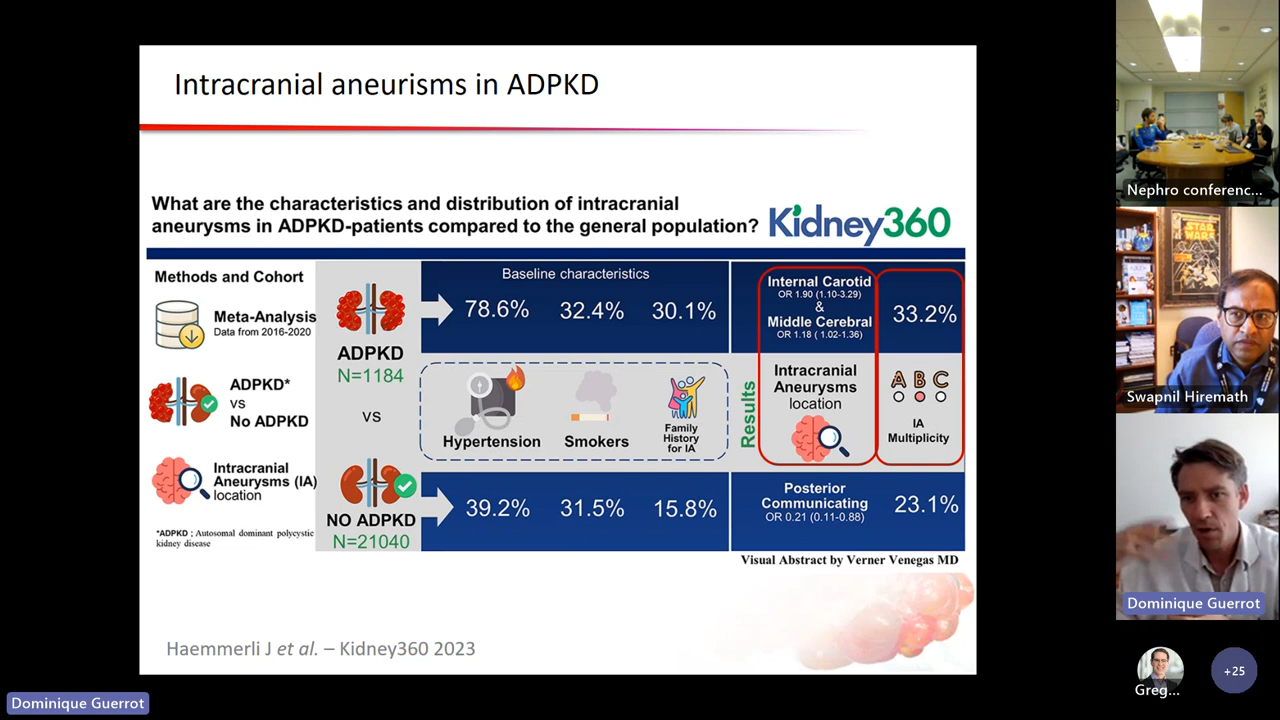 Intracranial aneurisms in ADPKD
What are the characteristics and distribution of intracranial
aneurysms in ADPKD-patients compared to the general population?
Kidney360
Methods and Cohort
Meta-Analysis
Data from 2016-2020
ADPKD*
vs
No ADPKD
Intracranial
Aneurysms (IA)
location
*ADPKD ; Autosomal dominant polycystic
kidney disease
ADPKD
N=1184
vs
NO ADPKD
N=21040
Baseline characteristics
78.6%
32.4%
30.1%
Hypertension
Smokers
Family
History
for IA
39.2%
31.5%
15.8%
Results
Internal Carotid
OR 1.90 (1.10-3.29)
&
Middle Cerebral
OR 1.18 ( 1.02-1.36)
33.2%
Intracranial
Aneurysms
location
A B C
IA
Multiplicity
Posterior
Communicating
OR 0.21 (0.11-0.88)
23.1%
Visual Abstract by Verner Venegas MD
Haemmerli J et al. – Kidney360 2023
Nephro conferenc...
STAR
WARS
Swapnil Hiremath
Dominique Guerrot
Greg...
+25
Dominique Guerrot